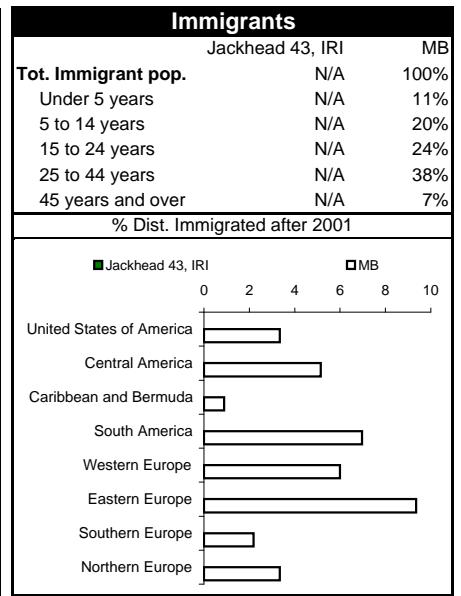 Immigrants
Jackhead 43, IRI MB
Tot. Immigrant pop. N/A 100%
Under 5 years N/A 11%
5 to 14 years N/A 20%
15 to 24 years N/A 24%
25 to 44 years N/A 38%
45 years and over N/A 7%
% Dist. Immigrated after 2001
Jackhead 43, IRI MB
0 2 4 6 8 10
United States of America
Central America
Caribbean and Bermuda
South America
Western Europe
Eastern Europe
Southern Europe
Northern Europe